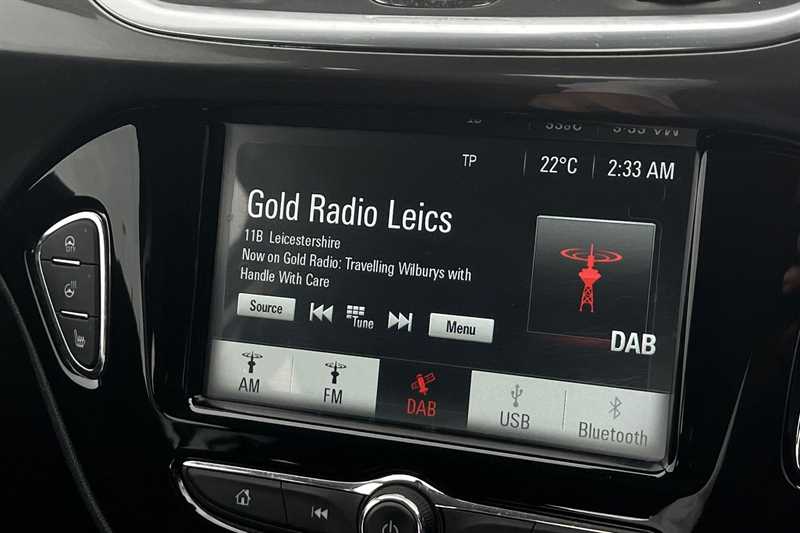 TP 22°C 2:33 AM
Gold Radio Leics
11B Leicestershire
Now on Gold Radio: Travelling Wilburys with
Handle With Care
Source Tune Menu
DAB
AM FM DAB USB Bluetooth
CITY